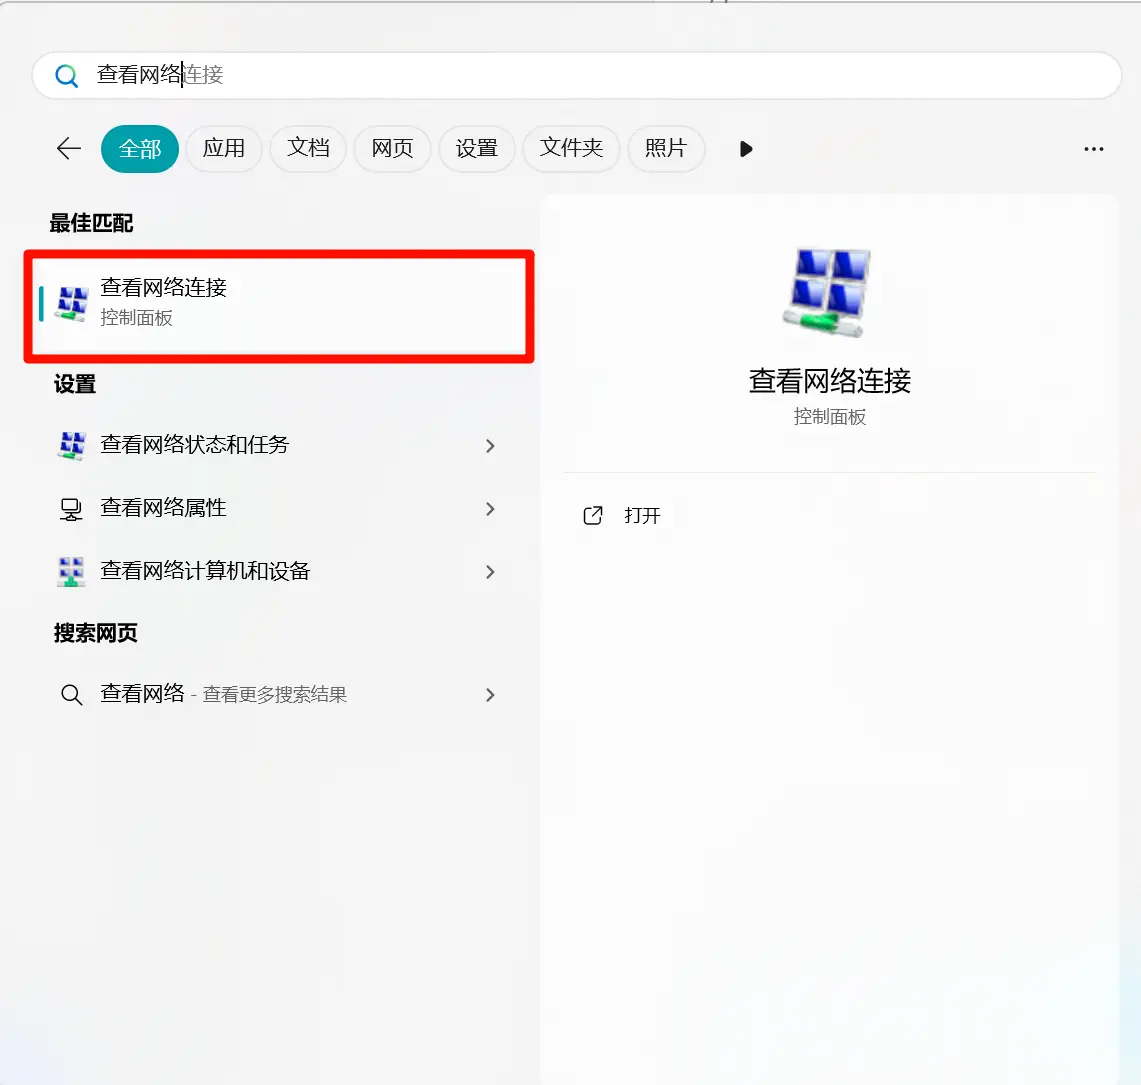 查看网络连接
全部 应用 文档 网页 设置 文件夹 照片
最佳匹配
查看网络连接
控制面板
设置
查看网络状态和任务
查看网络属性
查看网络计算机和设备
搜索网页
查看网络 - 查看更多搜索结果
查看网络连接
控制面板
打开